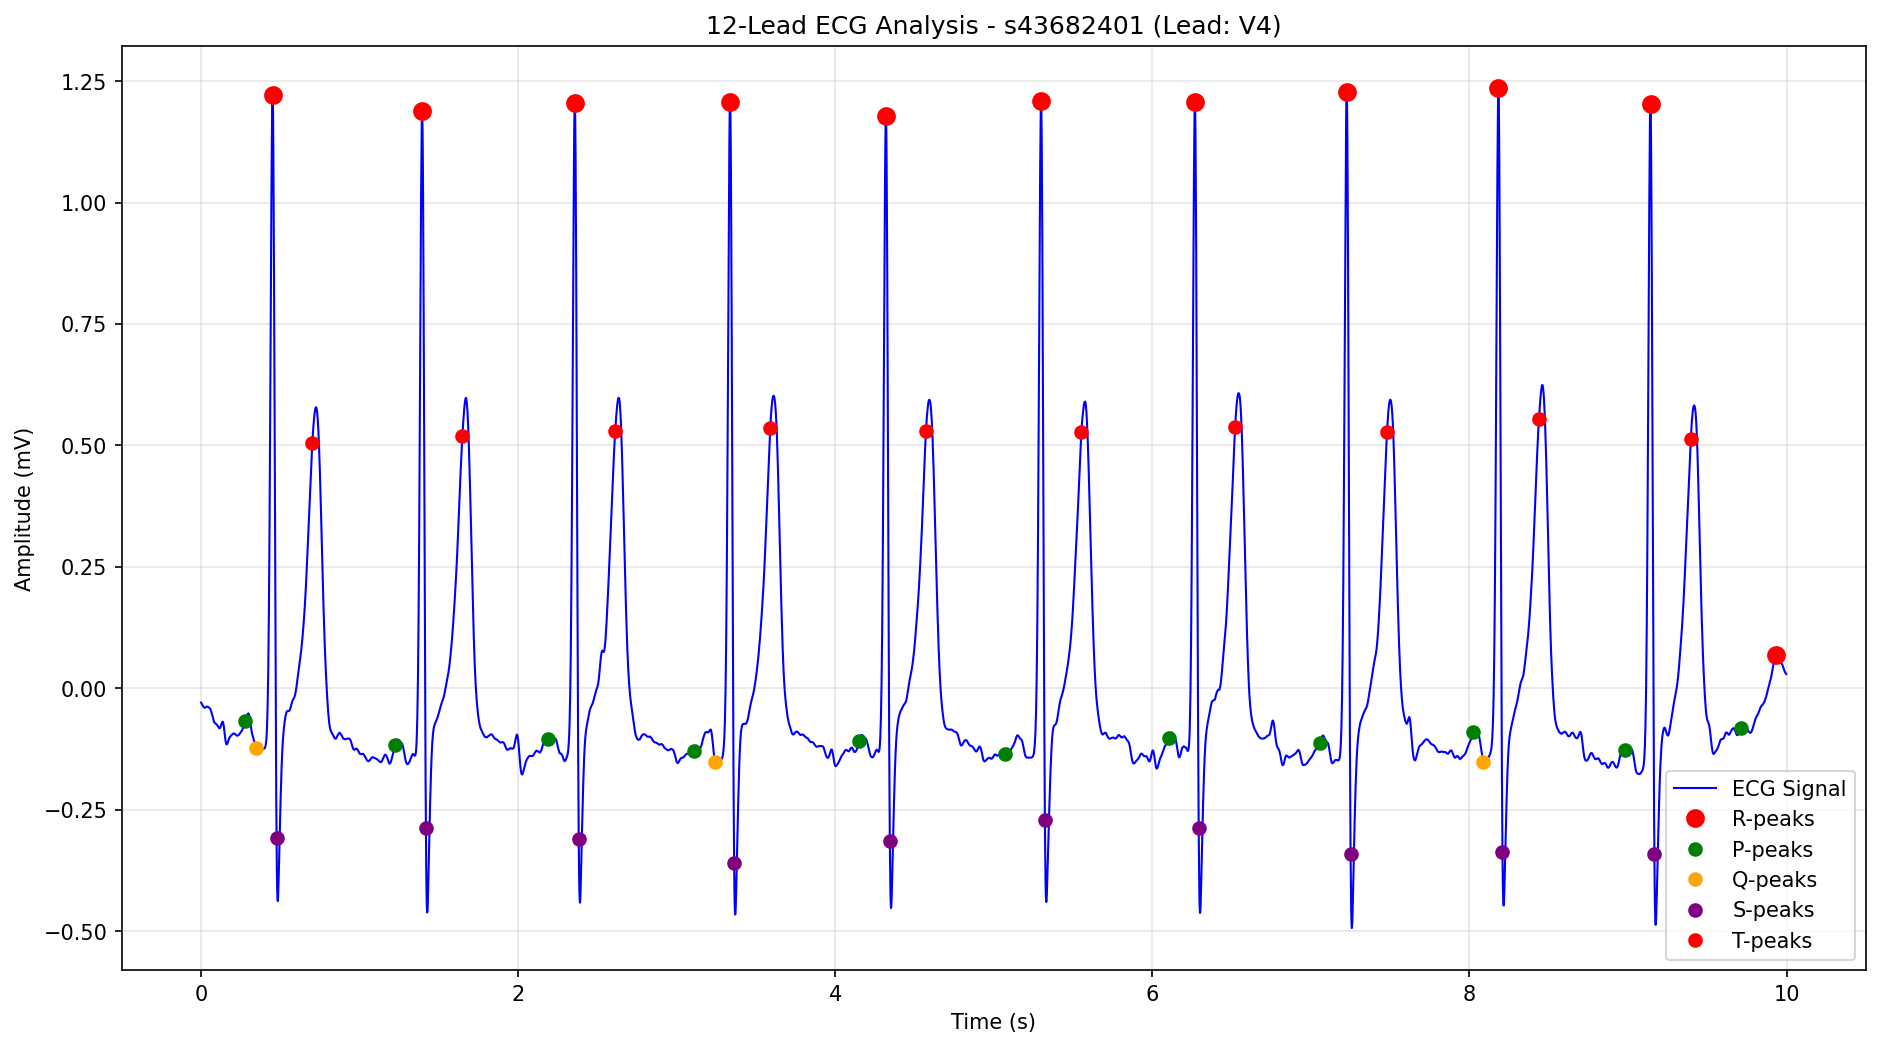 12-Lead ECG Analysis - s43682401 (Lead: V4)
Amplitude (mV)
1.25
1.00
0.75
0.50
0.25
0.00
−0.25
−0.50
0 2 4 6 8 10
Time (s)
ECG Signal
R-peaks
P-peaks
Q-peaks
S-peaks
T-peaks